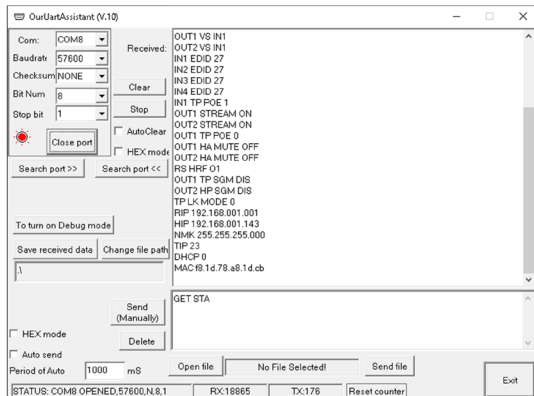 OurUartAssistant (V.10)
Com:
COM8
Baudrate
57600
Checksum
NONE
Bit Num
8
Stop bit
1
Close port
Received:
Clear
Stop
AutoClear
HEX mode
Search port >>
Search port <<
To turn on Debug mode
Save received data
Change file path
.\
OUT1 VS IN1
OUT2 VS IN1
IN1 EDID 27
IN2 EDID 27
IN3 EDID 27
IN4 EDID 27
IN1 TP POE 1
OUT1 STREAM ON
OUT2 STREAM ON
OUT1 TP POE 0
OUT1 HA MUTE OFF
OUT2 HA MUTE OFF
RS HRF O1
OUT1 TP SGM DIS
OUT2 HP SGM DIS
TP LK MODE 0
RIP 192.168.001.001
HIP 192.168.001.143
NMK 255.255.255.000
TIP 23
DHCP 0
MAC f8.1d.78.a8.1d.cb
Send
(Manually)
Delete
GET STA
HEX mode
Auto send
Period of Auto
1000
mS
Open file
No File Selected!
Send file
Exit
STATUS: COM8 OPENED,57600,N,8,1
RX:18865
TX:176
Reset counter